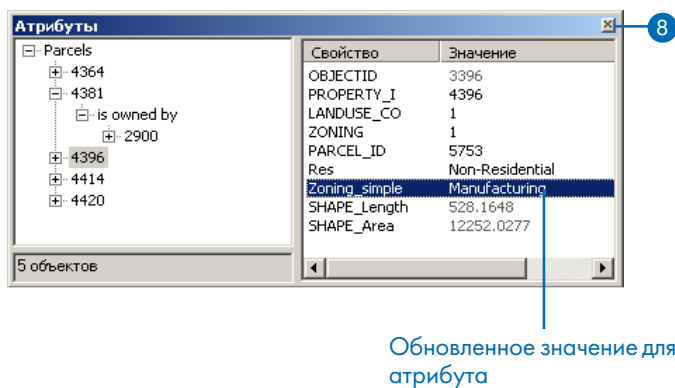 Атрибуты
8
Parcels
4364
4381
is owned by
2900
4396
4414
4420
5 объектов
Свойство Значение
OBJECTID 3396
PROPERTY_I 4396
LANDUSE_CO 1
ZONING 1
PARCEL_ID 5753
Res Non-Residential
Zoning_simple Manufacturing
SHAPE_Length 528.1648
SHAPE_Area 12252.0277
Обновленное значение для
атрибута